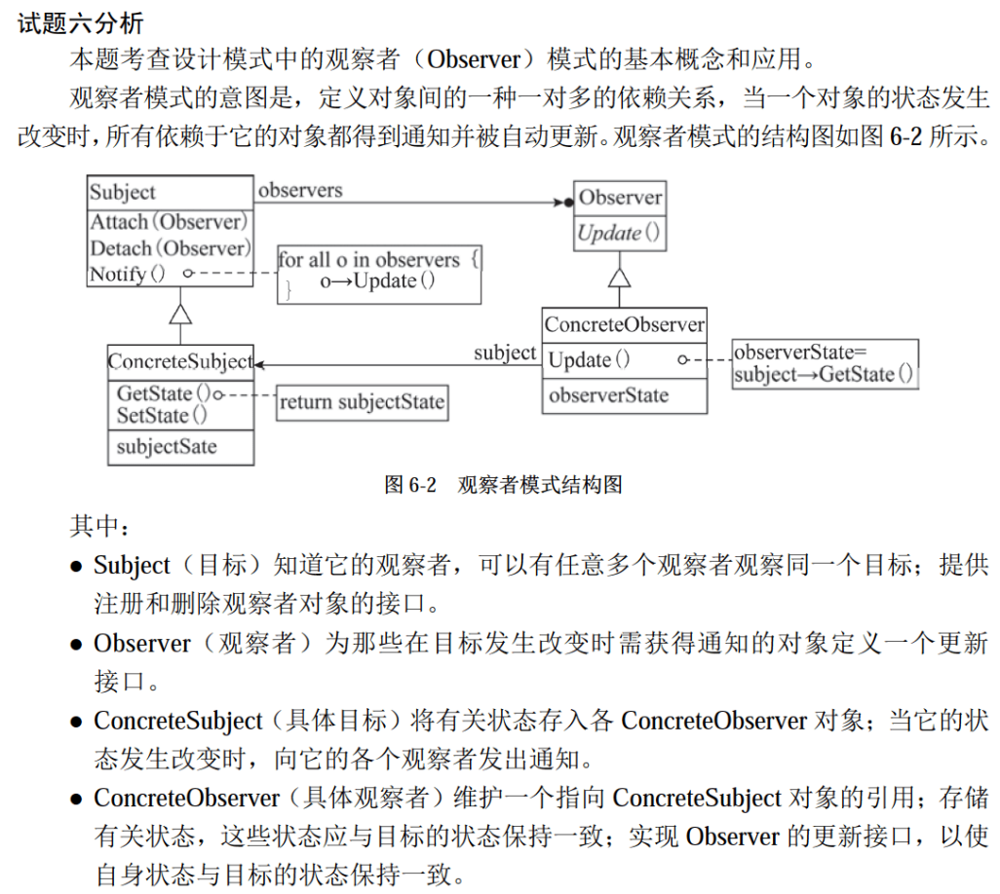 试题六分析
本题考查设计模式中的观察者（Observer）模式的基本概念和应用。
观察者模式的意图是，定义对象间的一种一对多的依赖关系，当一个对象的状态发生
改变时，所有依赖于它的对象都得到通知并被自动更新。观察者模式的结构图如图 6-2 所示。
Subject
observers
Observer
Attach(Observer)
Detach(Observer)
Notify()
Update()
for all o in observers {
o→Update()
}
ConcreteSubject
subject
ConcreteObserver
Update()
observerState=
subject→GetState()
GetState()
SetState()
return subjectState
observerState
subjectSate
图 6-2 观察者模式结构图
其中：
● Subject（目标）知道它的观察者，可以有任意多个观察者观察同一个目标；提供
注册和删除观察者对象的接口。
● Observer（观察者）为那些在目标发生改变时需获得通知的对象定义一个更新
接口。
● ConcreteSubject（具体目标）将有关状态存入各 ConcreteObserver 对象；当它的状
态发生改变时，向它的各个观察者发出通知。
● ConcreteObserver（具体观察者）维护一个指向 ConcreteSubject 对象的引用；存储
有关状态，这些状态应与目标的状态保持一致；实现 Observer 的更新接口，以使
自身状态与目标的状态保持一致。